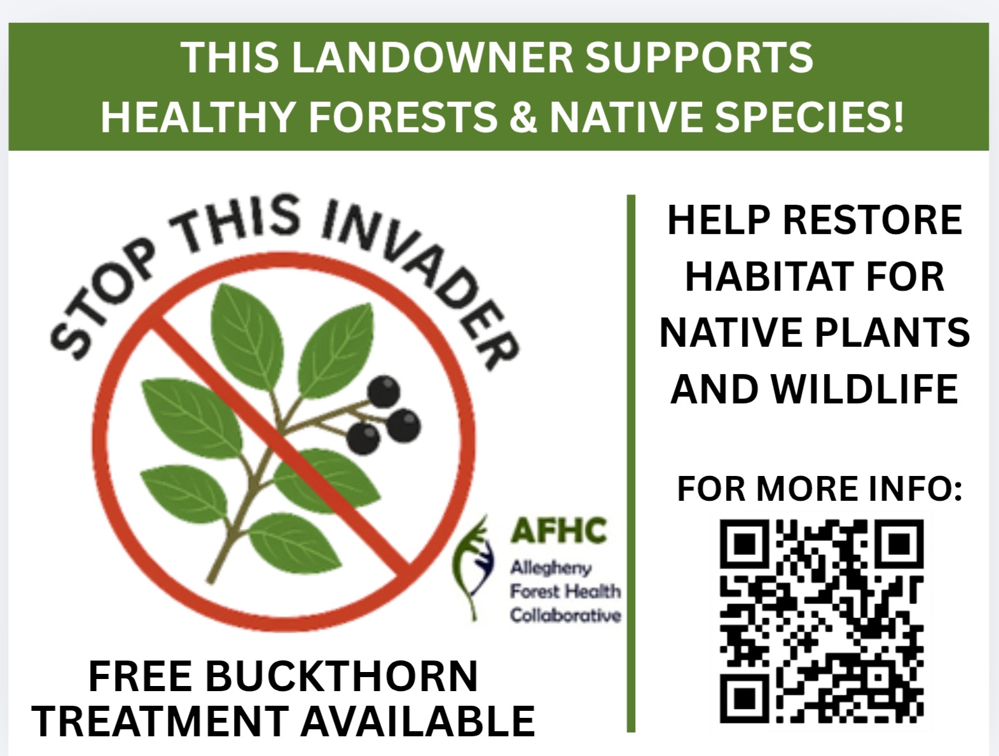 THIS LANDOWNER SUPPORTS
HEALTHY FORESTS & NATIVE SPECIES!
STOP THIS INVADER
AFHC
Allegheny
Forest Health
Collaborative
FREE BUCKTHORN
TREATMENT AVAILABLE
HELP RESTORE
HABITAT FOR
NATIVE PLANTS
AND WILDLIFE
FOR MORE INFO: